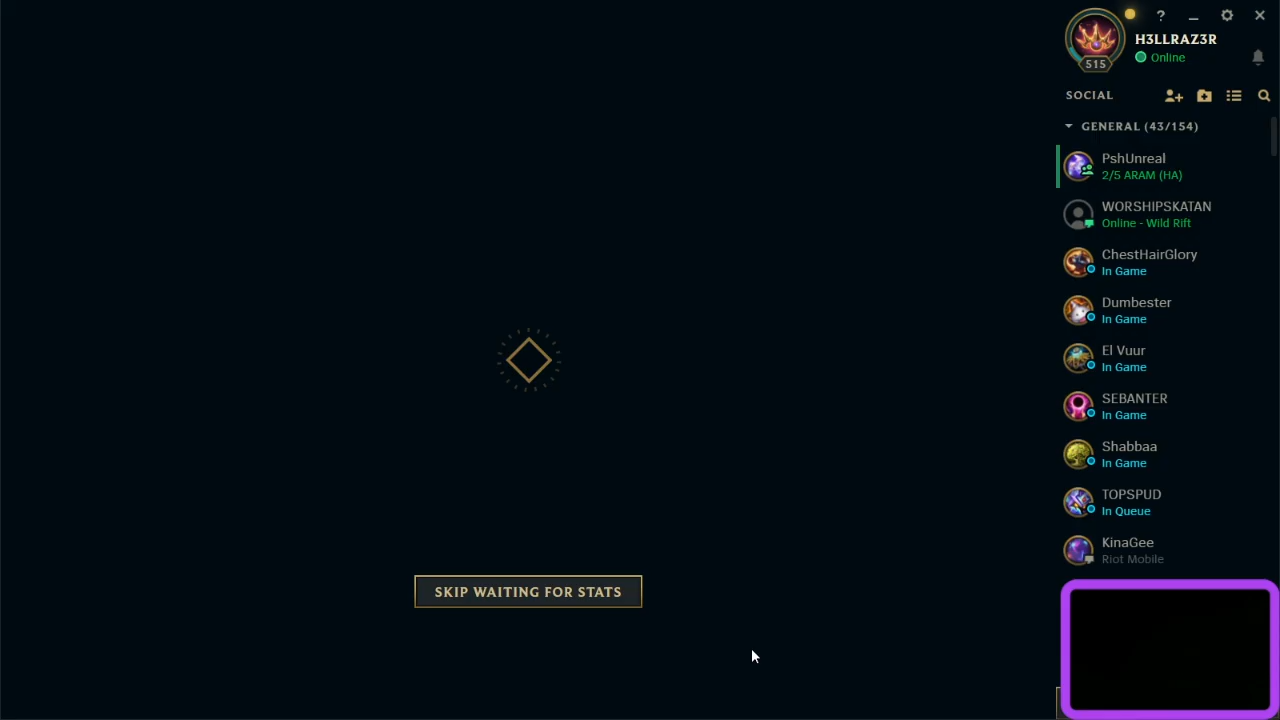 ?
H3LLRAZ3R
515
Online
SOCIAL
GENERAL (43/154)
PshUnreal
2/5 ARAM (HA)
WORSHIPSKATAN
Online - Wild Rift
ChestHairGlory
In Game
Dumbester
In Game
El Vuur
In Game
SEBANTER
In Game
Shabbaa
In Game
TOPSPUD
In Queue
KinaGee
Riot Mobile
SKIP WAITING FOR STATS